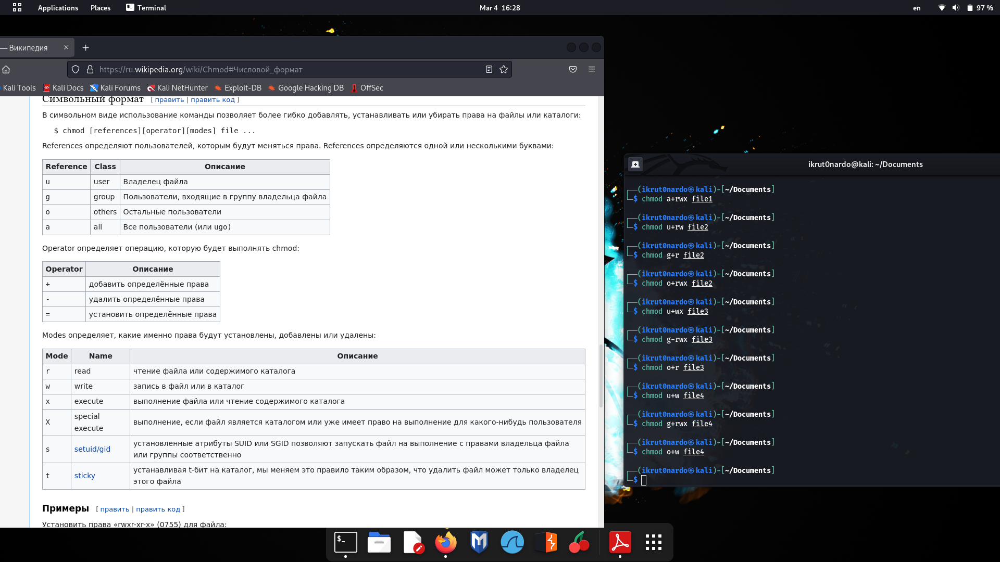 Applications Places Terminal Mar 4 16:28 en 97 %
— Википедия
https://ru.wikipedia.org/wiki/Chmod#Числовой_формат
Kali Tools Kali Docs Kali Forums Kali NetHunter Exploit-DB Google Hacking DB OffSec
Символьный формат [ править | править код ]
В символьном виде использование команды позволяет более гибко добавлять, устанавливать или убирать права на файлы или каталоги:
$ chmod [references][operator][modes] file ...
References определяют пользователей, которым будут меняться права. References определяются одной или несколькими буквами:
Reference Class Описание
u user Владелец файла
g group Пользователи, входящие в группу владельца файла
o others Остальные пользователи
a all Все пользователи (или ugo)
Operator определяет операцию, которую будет выполнять chmod:
Operator Описание
+ добавить определённые права
- удалить определённые права
= установить определённые права
Modes определяет, какие именно права будут установлены, добавлены или удалены:
Mode Name Описание
r read чтение файла или содержимого каталога
w write запись в файл или в каталог
x execute выполнение файла или чтение содержимого каталога
X special execute выполнение, если файл является каталогом или уже имеет право на выполнение для какого-нибудь пользователя
s setuid/gid установленные атрибуты SUID или SGID позволяют запускать файл на выполнение с правами владельца файла
или группы соответственно
t sticky устанавливая t-бит на каталог, мы меняем это правило таким образом, что удалить файл может только владелец
этого файла
Примеры [ править | править код ]
Установить права «rwxr-xr-x» (0755) для файла:
ikrut0nardo@kali: ~/Documents
(ikrut0nardo㉿kali)-[~/Documents]
$ chmod a+rwx file1
(ikrut0nardo㉿kali)-[~/Documents]
$ chmod u+rw file2
(ikrut0nardo㉿kali)-[~/Documents]
$ chmod g+r file2
(ikrut0nardo㉿kali)-[~/Documents]
$ chmod o+rwx file2
(ikrut0nardo㉿kali)-[~/Documents]
$ chmod u+wx file3
(ikrut0nardo㉿kali)-[~/Documents]
$ chmod g-rwx file3
(ikrut0nardo㉿kali)-[~/Documents]
$ chmod o+r file3
(ikrut0nardo㉿kali)-[~/Documents]
$ chmod u+w file4
(ikrut0nardo㉿kali)-[~/Documents]
$ chmod g+rwx file4
(ikrut0nardo㉿kali)-[~/Documents]
$ chmod o+w file4
(ikrut0nardo㉿kali)-[~/Documents]
$